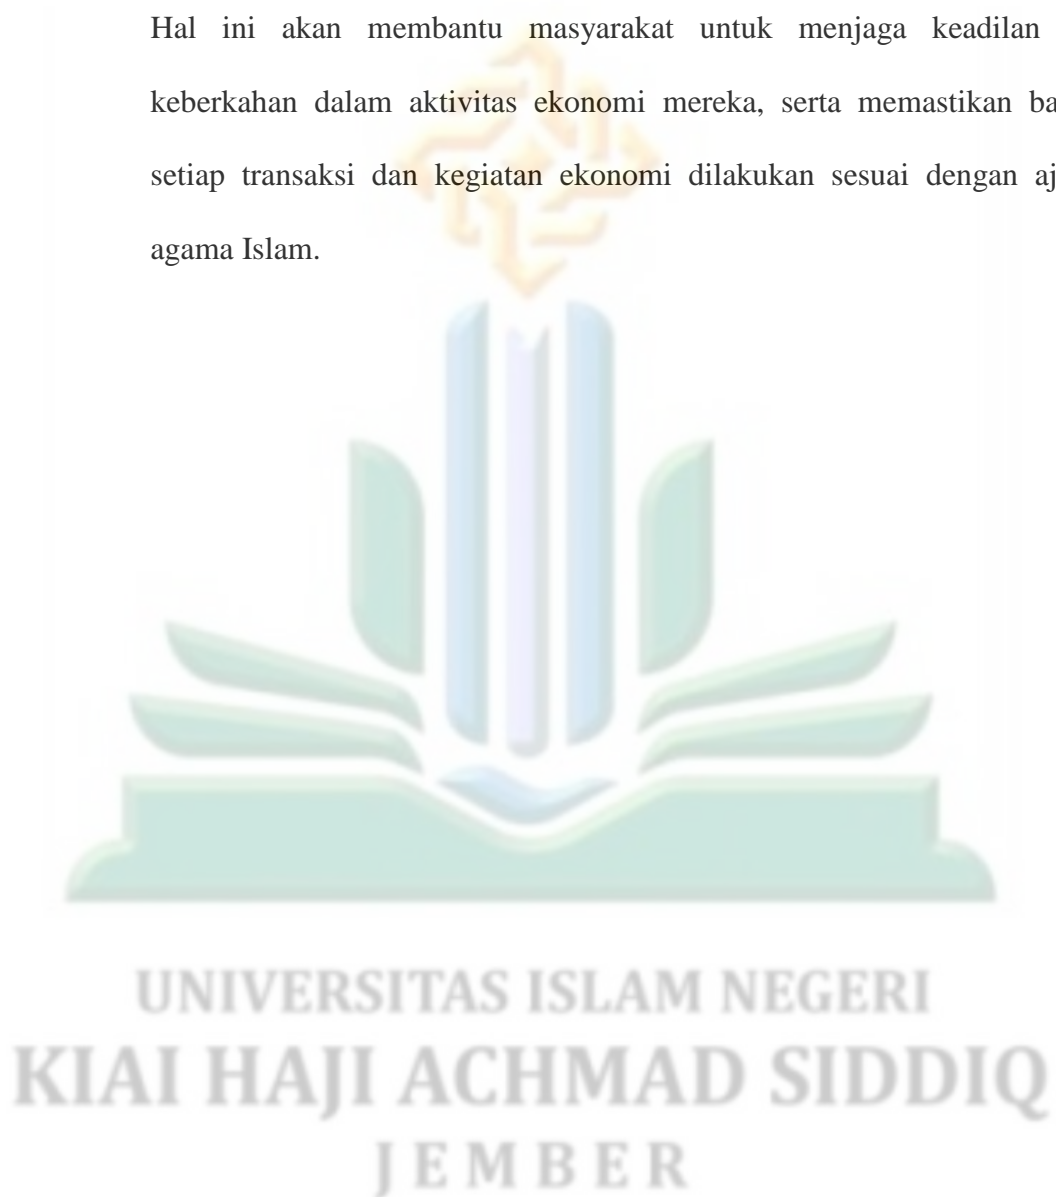 Hal ini akan membantu masyarakat untuk menjaga keadilan
keberkahan dalam aktivitas ekonomi mereka, serta memastikan ba
setiap transaksi dan kegiatan ekonomi dilakukan sesuai dengan aj
agama Islam.
UNIVERSITAS ISLAM NEGERI
KIAI HAJI ACHMAD SIDDIQ
JEMBER